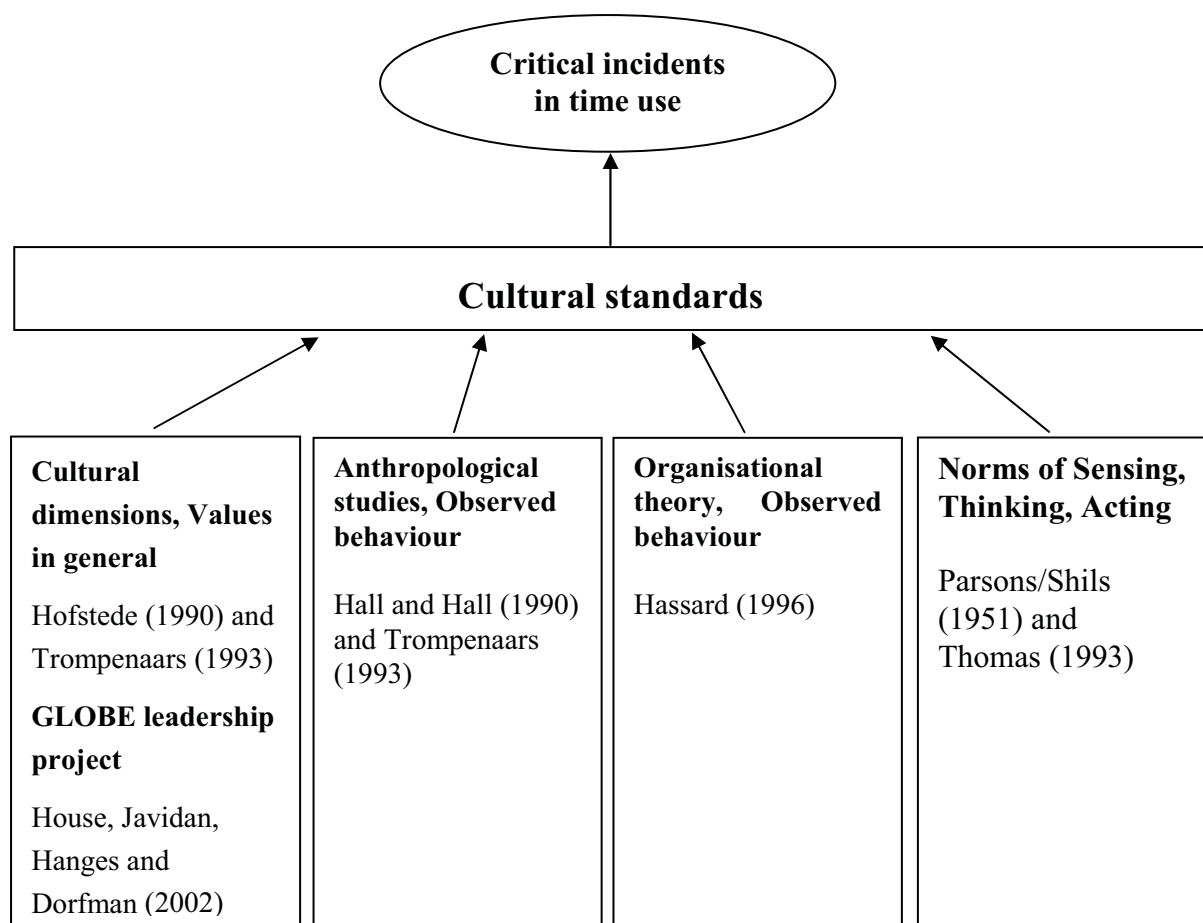 Critical incidents
in time use
Cultural standards
Cultural
dimensions, Values
in general
Hofstede (1990) and
Trompenaars (1993)
GLOBE leadership
project
House, Javidan,
Hanges and
Dorfman (2002)
Anthropological
studies, Observed
behaviour
Hall and Hall (1990)
and Trompenaars
(1993)
Organisational
theory, Observed
behaviour
Hassard (1996)
Norms of Sensing,
Thinking, Acting
Parsons/Shils
(1951) and
Thomas (1993)